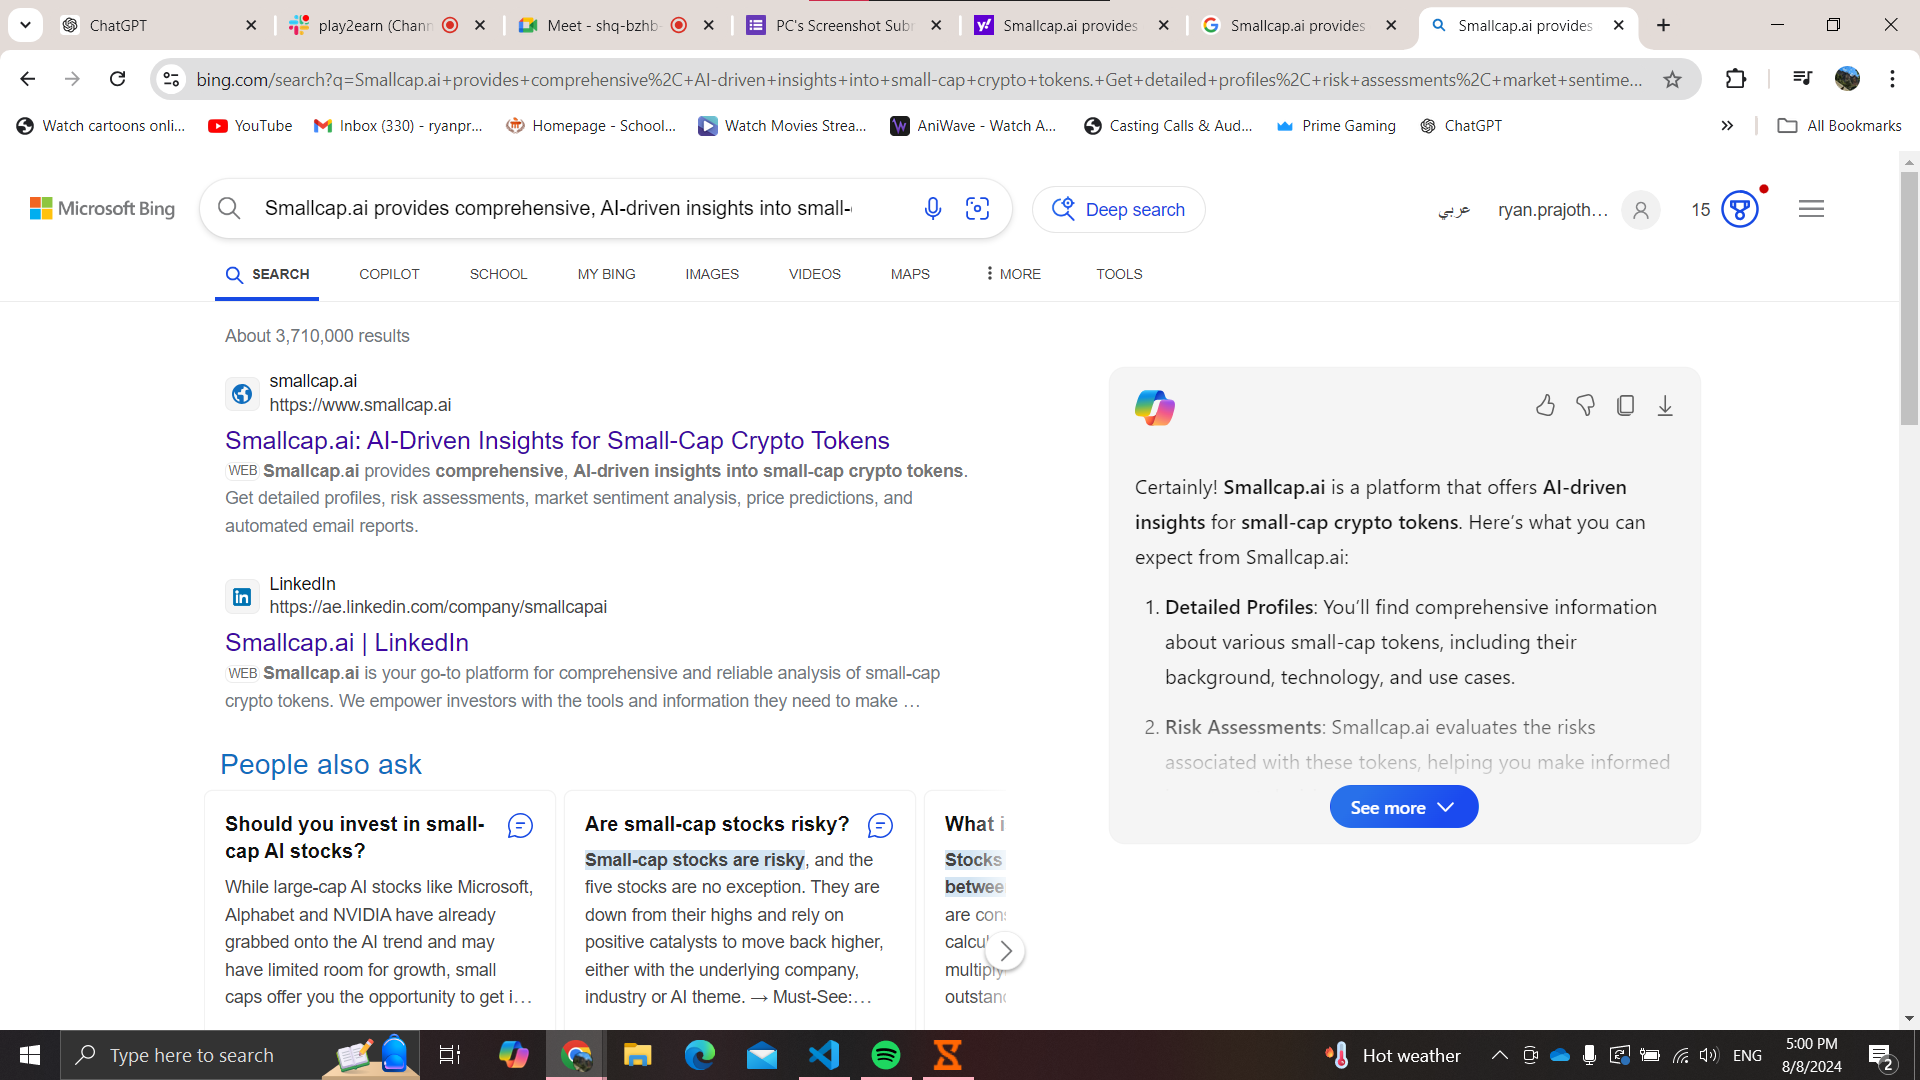 ChatGPT
play2earn (Chann
Meet - shq-bzhb-
PC's Screenshot Subr
Smallcap.ai provides
Smallcap.ai provides
Smallcap.ai provides
bing.com/search?q=Smallcap.ai+provides+comprehensive%2C+AI-driven+insights+into+small-cap+crypto+tokens.+Get+detailed+profiles%2C+risk+assessments%2C+market+sentime...
Watch cartoons onli...
YouTube
Inbox (330) - ryanpr...
Homepage - School...
Watch Movies Strea...
AniWave - Watch A...
Casting Calls & Aud...
Prime Gaming
ChatGPT
All Bookmarks
Microsoft Bing
Smallcap.ai provides comprehensive, AI-driven insights into small-
Deep search
عربي
ryan.prajoth...
15
SEARCH
COPILOT
SCHOOL
MY BING
IMAGES
VIDEOS
MAPS
MORE
TOOLS
About 3,710,000 results
smallcap.ai
https://www.smallcap.ai
Smallcap.ai: AI-Driven Insights for Small-Cap Crypto Tokens
WEB Smallcap.ai provides comprehensive, AI-driven insights into small-cap crypto tokens.
Get detailed profiles, risk assessments, market sentiment analysis, price predictions, and
automated email reports.
LinkedIn
https://ae.linkedin.com/company/smallcapai
Smallcap.ai | LinkedIn
WEB Smallcap.ai is your go-to platform for comprehensive and reliable analysis of small-cap
crypto tokens. We empower investors with the tools and information they need to make …
People also ask
Should you invest in small-
cap AI stocks?
While large-cap AI stocks like Microsoft,
Alphabet and NVIDIA have already
grabbed onto the AI trend and may
have limited room for growth, small
caps offer you the opportunity to get i…
Are small-cap stocks risky?
Small-cap stocks are risky, and the
five stocks are no exception. They are
down from their highs and rely on
positive catalysts to move back higher,
either with the underlying company,
industry or AI theme. → Must-See:…
What i
Stocks
betwee
are cons
calcul
multiply
outstand
Certainly! Smallcap.ai is a platform that offers AI-driven
insights for small-cap crypto tokens. Here's what you can
expect from Smallcap.ai:
1. Detailed Profiles: You'll find comprehensive information
about various small-cap tokens, including their
background, technology, and use cases.
2. Risk Assessments: Smallcap.ai evaluates the risks
associated with these tokens, helping you make informed
See more
Type here to search
Hot weather
ENG
5:00 PM
8/8/2024
2